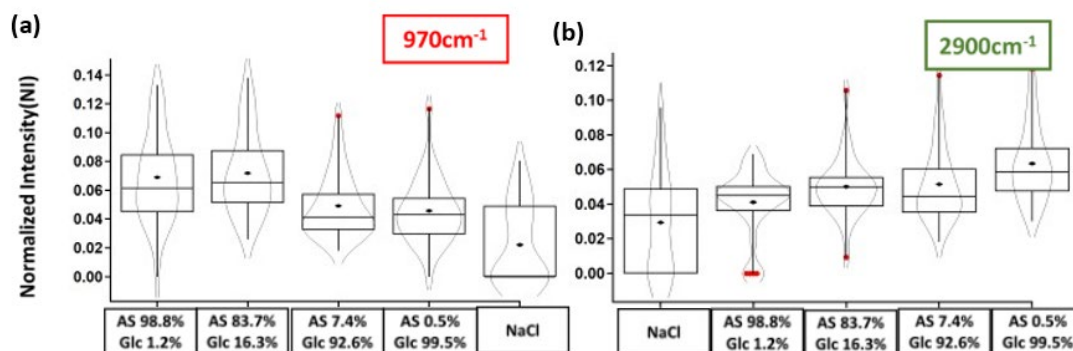 (a)
970cm⁻¹
Normalized Intensity(NI)
0.14
0.12
0.10
0.08
0.06
0.04
0.02
0.00
AS 98.8%
Glc 1.2%
AS 83.7%
Glc 16.3%
AS 7.4%
Glc 92.6%
AS 0.5%
Glc 99.5%
NaCl
(b)
2900cm⁻¹
0.12
0.10
0.08
0.06
0.04
0.02
0.00
NaCl
AS 98.8%
Glc 1.2%
AS 83.7%
Glc 16.3%
AS 7.4%
Glc 92.6%
AS 0.5%
Glc 99.5%